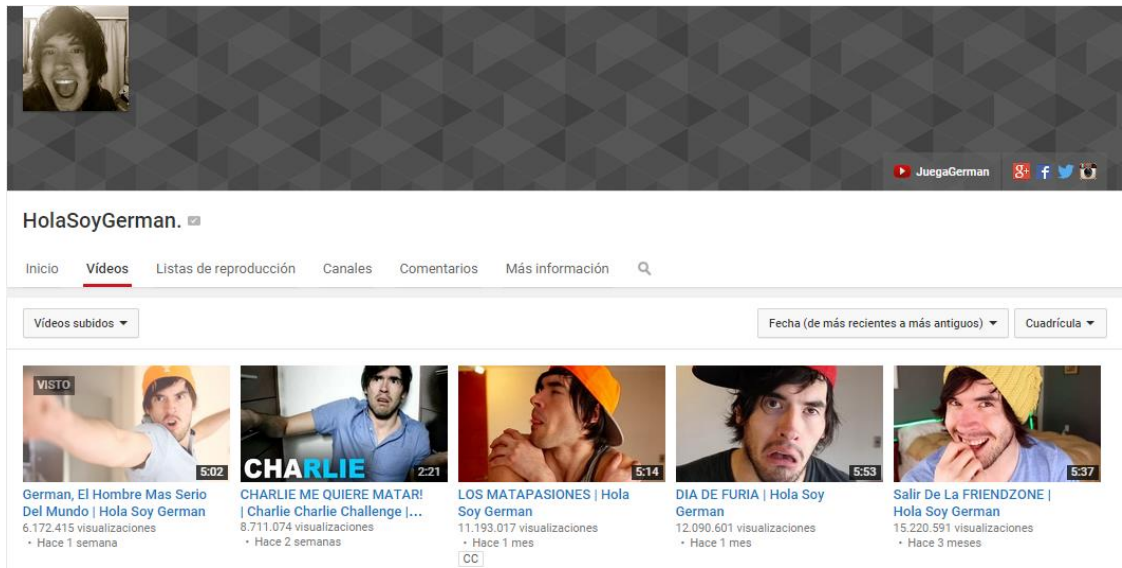 JuegaGerman
HolaSoyGerman.
Inicio Vídeos Listas de reproducción Canales Comentarios Más información
Vídeos subidos Fecha (de más recientes a más antiguos) Cuadrícula
VISTO
5:02
CHARLIE
2:21
5:14
5:53
5:37
German, El Hombre Mas Serio
Del Mundo | Hola Soy German
6.172.415 visualizaciones
• Hace 1 semana
CHARLIE ME QUIERE MATAR!
| Charlie Charlie Challenge |...
8.711.074 visualizaciones
• Hace 2 semanas
LOS MATAPASIONES | Hola
Soy German
11.193.017 visualizaciones
• Hace 1 mes
CC
DIA DE FURIA | Hola Soy
German
12.090.601 visualizaciones
• Hace 1 mes
Salir De La FRIENDZONE |
Hola Soy German
15.220.591 visualizaciones
• Hace 3 meses